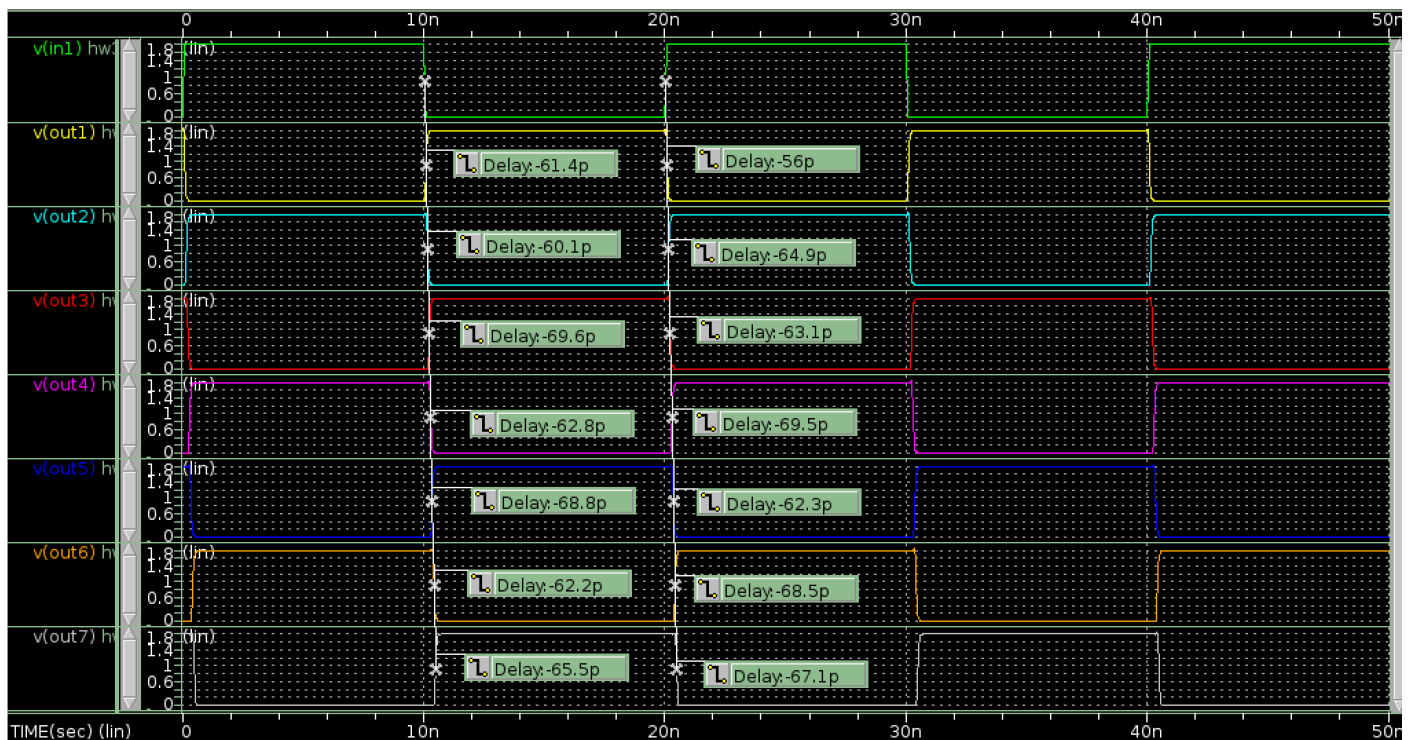 0 10n 20n 30n 40n 50n
v(in1) hw3
1.8 (lin)
1.4
1
0.6
0
v(out1) hw
1.8 (lin)
1.4
1
0.6
0
Delay:-61.4p
Delay:-56p
v(out2) hw
1.8 (lin)
1.4
1
0.6
0
Delay:-60.1p
Delay:-64.9p
v(out3) hw
1.8 (lin)
1.4
1
0.6
0
Delay:-69.6p
Delay:-63.1p
v(out4) hw
1.8 (lin)
1.4
1
0.6
0
Delay:-62.8p
Delay:-69.5p
v(out5) hw
1.8 (lin)
1.4
1
0.6
0
Delay:-68.8p
Delay:-62.3p
v(out6) hw
1.8 (lin)
1.4
1
0.6
0
Delay:-62.2p
Delay:-68.5p
v(out7) hw
1.8 (lin)
1.4
1
0.6
0
Delay:-65.5p
Delay:-67.1p
TIME(sec) (lin) 0 10n 20n 30n 40n 50n